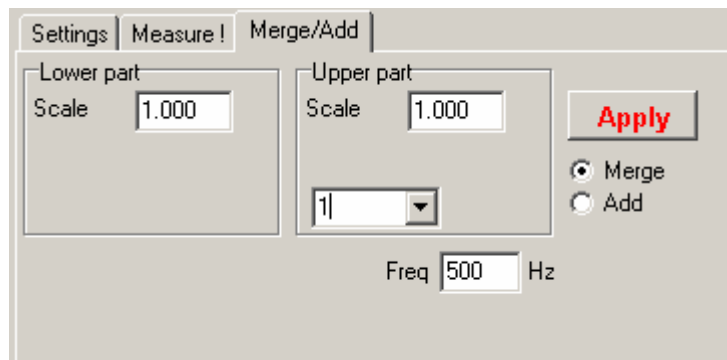 Settings Measure ! Merge/Add
Lower part Upper part
Scale 1.000 Scale 1.000 Apply
Merge
1 Add
Freq 500 Hz